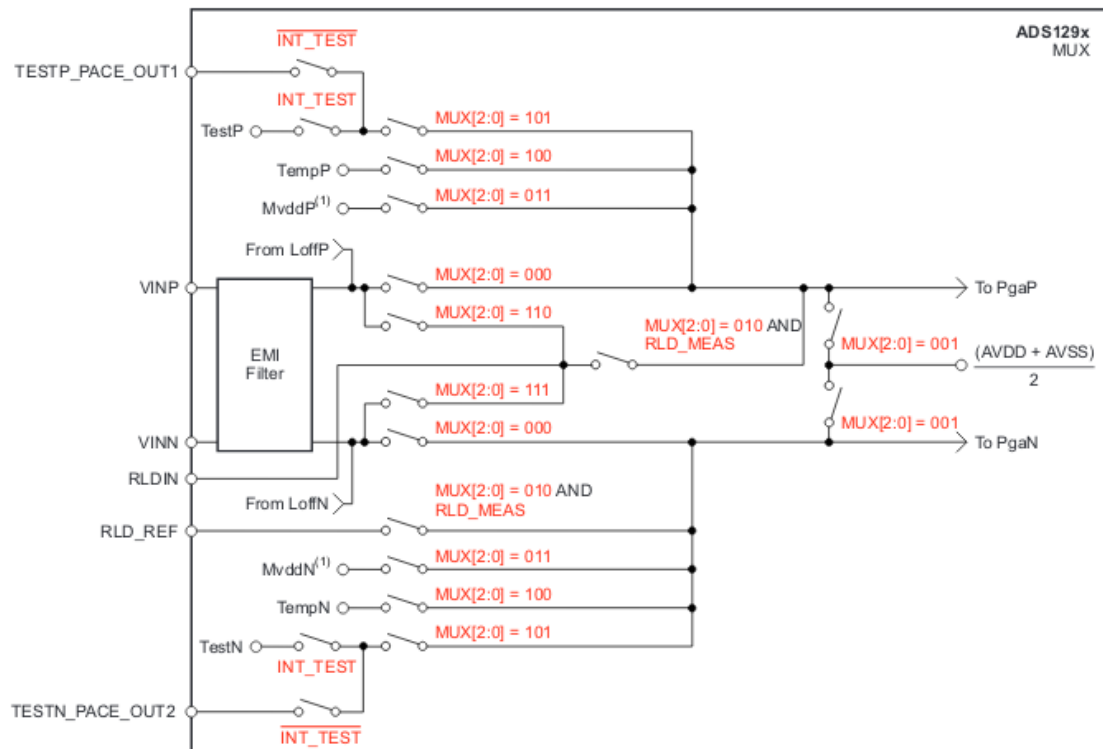 ADS129x
MUX
INT_TEST
TESTP_PACE_OUT1
INT_TEST
TestP
MUX[2:0] = 101
TempP
MUX[2:0] = 100
MvddP(1)
MUX[2:0] = 011
From LoffP
VINP
MUX[2:0] = 000
To PgaP
MUX[2:0] = 110
MUX[2:0] = 010 AND
RLD_MEAS
EMI
Filter
MUX[2:0] = 001
(AVDD + AVSS)
2
MUX[2:0] = 111
MUX[2:0] = 001
VINN
MUX[2:0] = 000
To PgaN
RLDIN
From LoffN
MUX[2:0] = 010 AND
RLD_MEAS
RLD_REF
MvddN(1)
MUX[2:0] = 011
TempN
MUX[2:0] = 100
TestN
MUX[2:0] = 101
INT_TEST
TESTN_PACE_OUT2
INT_TEST